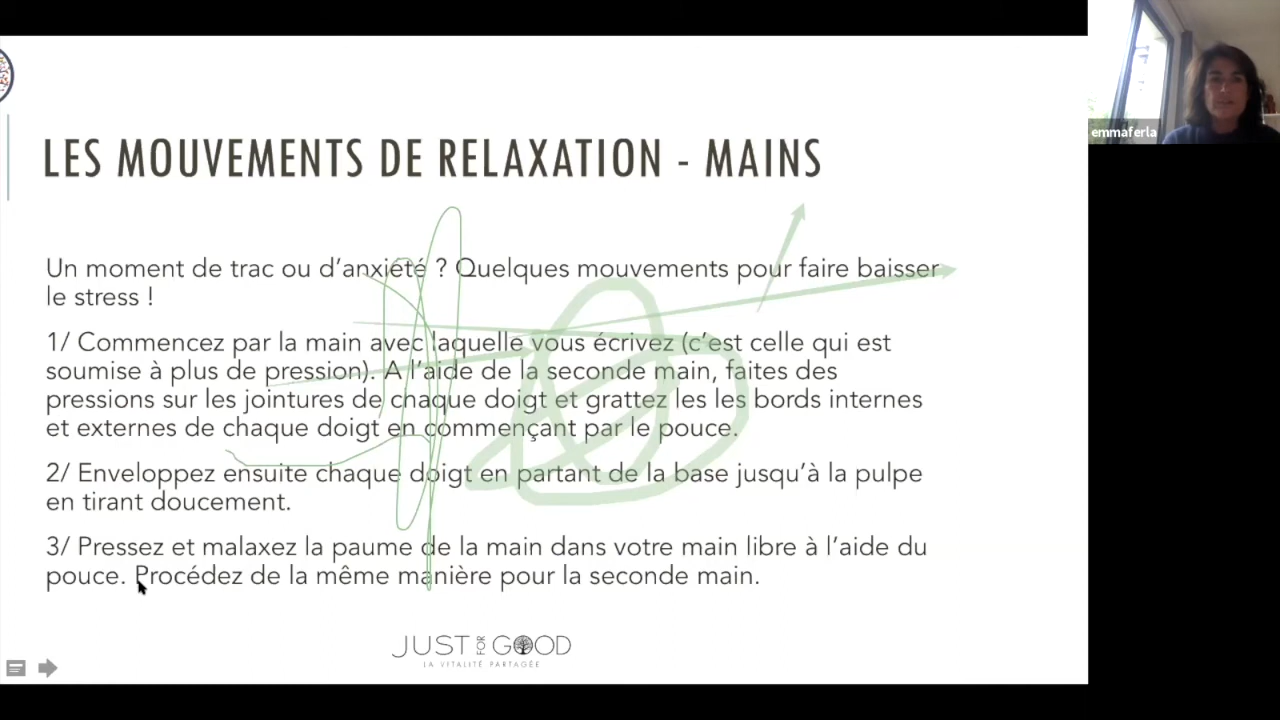 emmaferla
LES MOUVEMENTS DE RELAXATION - MAINS
Un moment de trac ou d'anxiété ? Quelques mouvements pour faire baisser
le stress !
1/ Commencez par la main avec laquelle vous écrivez (c'est celle qui est
soumise à plus de pression). A l'aide de la seconde main, faites des
pressions sur les jointures de chaque doigt et grattez les les bords internes
et externes de chaque doigt en commençant par le pouce.
2/ Enveloppez ensuite chaque doigt en partant de la base jusqu'à la pulpe
en tirant doucement.
3/ Pressez et malaxez la paume de la main dans votre main libre à l'aide du
pouce. Procédez de la même manière pour la seconde main.
JUST FOR GOOD
LA VITALITÉ PARTAGÉE